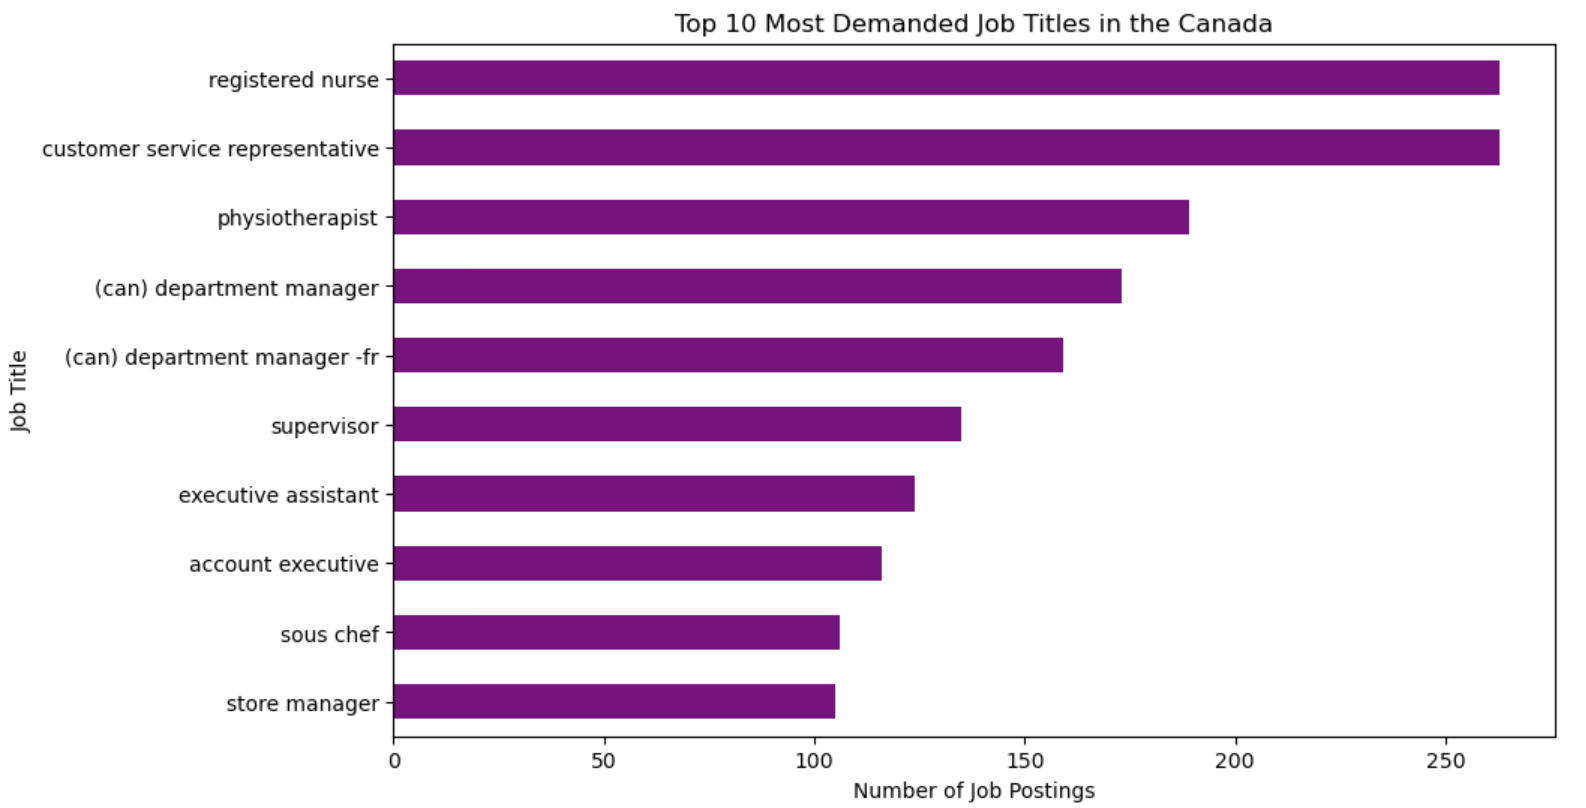 Top 10 Most Demanded Job Titles in the Canada
registered nurse
customer service representative
physiotherapist
(can) department manager
(can) department manager -fr
supervisor
executive assistant
account executive
sous chef
store manager
Job Title
0 50 100 150 200 250
Number of Job Postings